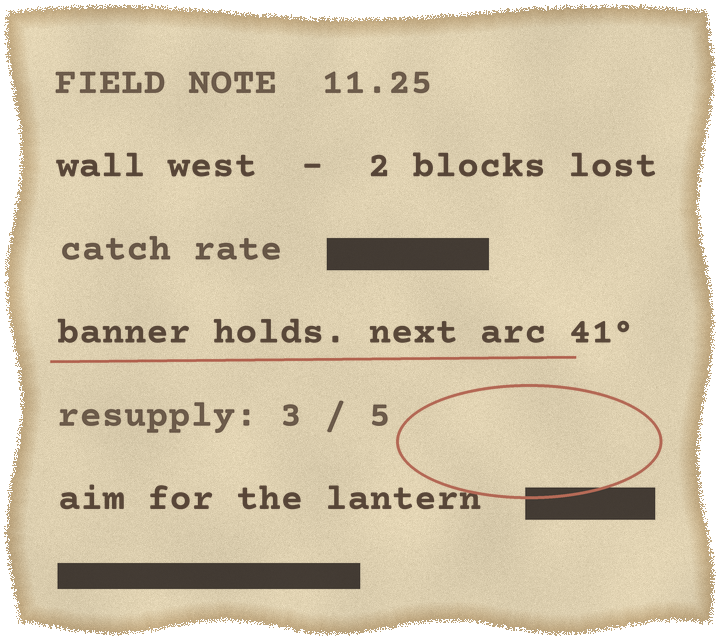 FIELD NOTE 11.25
wall west - 2 blocks lost
catch rate
banner holds. next arc 41°
resupply: 3 / 5
aim for the lantern